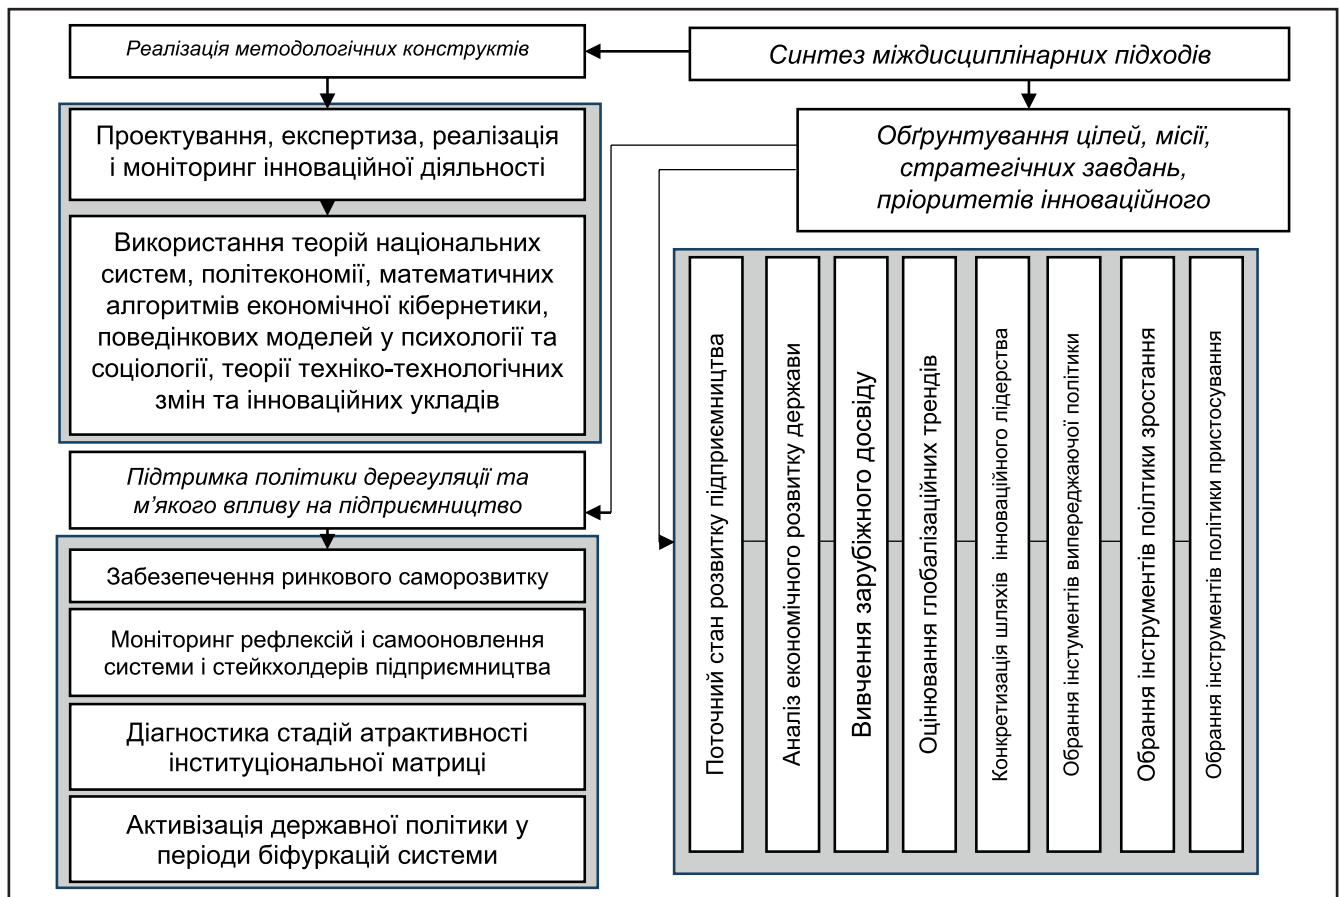 Реалізація методологічних конструктів
Синтез міждисциплінарних підходів
Проектування, експертиза, реалізація
і моніторинг інноваційної діяльності
Обґрунтування цілей, місії,
стратегічних завдань,
пріоритетів інноваційного
Використання теорій національних
систем, політекономії, математичних
алгоритмів економічної кібернетики,
поведінкових моделей у психології та
соціології, теорії техніко-технологічних
змін та інноваційних укладів
Підтримка політики дерегуляції та
м’якого впливу на підприємництво
Забезепечення ринкового саморозвитку
Моніторинг рефлексій і самооновлення
системи і стейкхолдерів підприємництва
Діагностика стадій атрактивності
інституціональної матриці
Активізація державної політики у
періоди біфуркацій системи
Поточний стан розвитку підприємництва
Аналіз економічного розвитку держави
Вивчення зарубіжного досвіду
Оцінювання глобалізаційних трендів
Конкретизація шляхів інноваційного лідерства
Обрання інстументів випереджаючої політики
Обрання інструментів поілтики зростання
Обрання інструментів політики пристосування